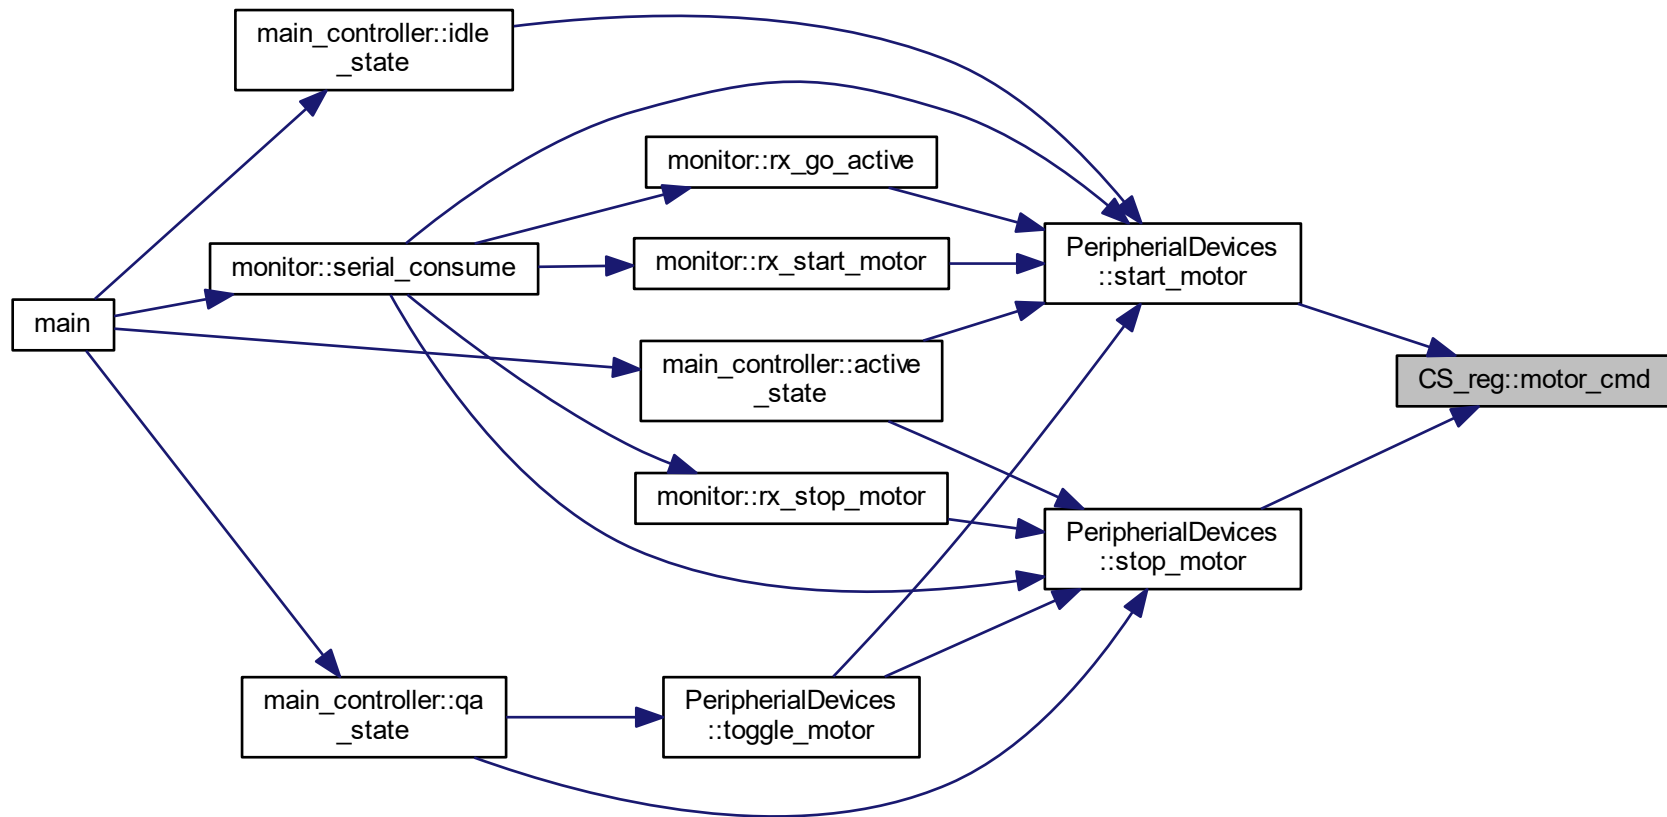 main_controller::idle
_state
monitor::rx_go_active
monitor::serial_consume
monitor::rx_start_motor
PeripherialDevices
::start_motor
main
main_controller::active
_state
CS_reg::motor_cmd
monitor::rx_stop_motor
PeripherialDevices
::stop_motor
main_controller::qa
_state
PeripherialDevices
::toggle_motor